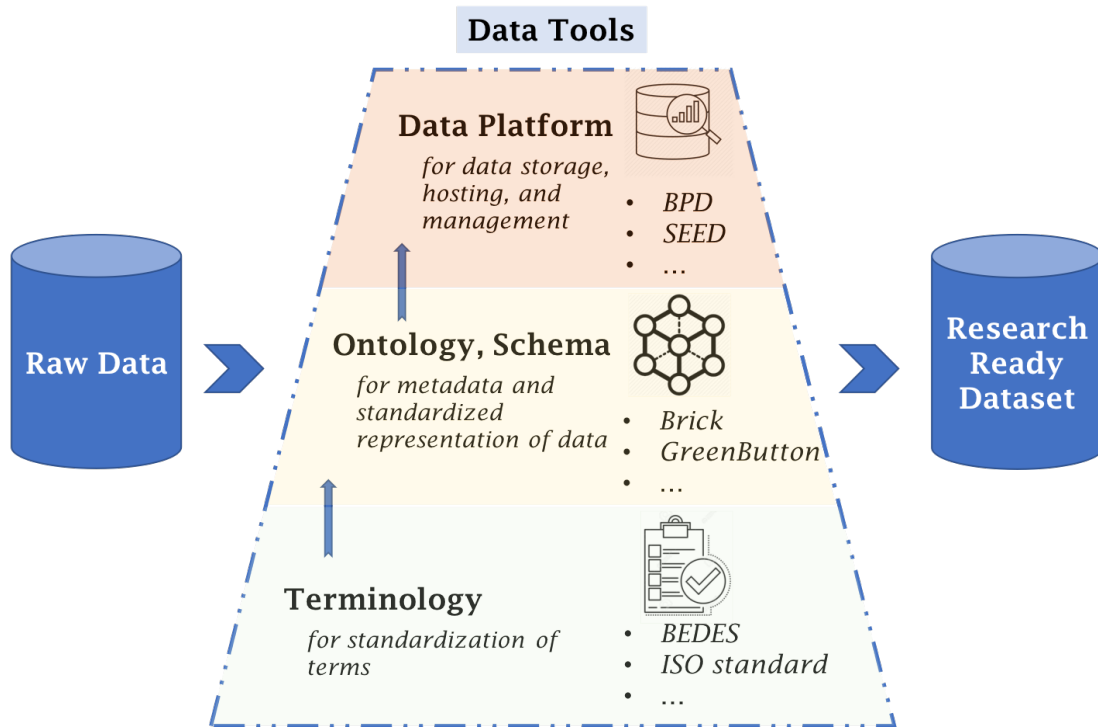 Data Tools
Data Platform
for data storage,
hosting, and
management
• BPD
• SEED
• ...
Raw Data
Ontology, Schema
for metadata and
standardized
representation of data
• Brick
• GreenButton
• ...
Research
Ready
Dataset
Terminology
for standardization of
terms
• BEDES
• ISO standard
• ...